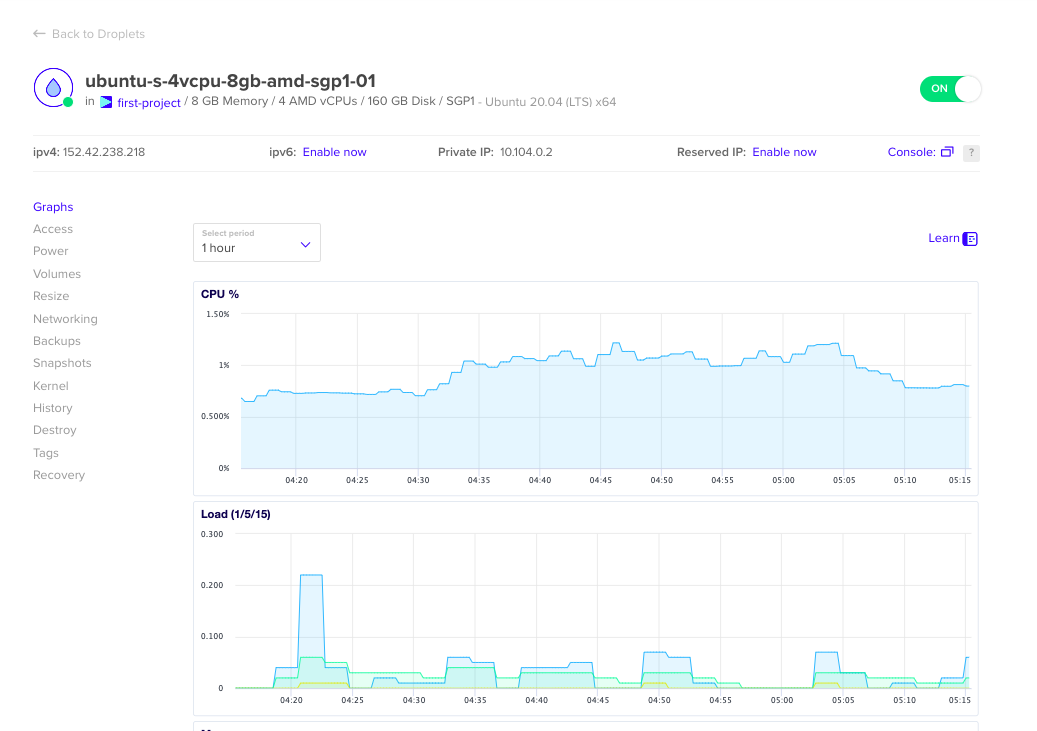 ← Back to Droplets
ubuntu-s-4vcpu-8gb-amd-sgp1-01
in first-project / 8 GB Memory / 4 AMD vCPUs / 160 GB Disk / SGP1 - Ubuntu 20.04 (LTS) x64
ON
ipv4: 152.42.238.218 ipv6: Enable now Private IP: 10.104.0.2 Reserved IP: Enable now Console: ?
Graphs
Access
Power
Volumes
Resize
Networking
Backups
Snapshots
Kernel
History
Destroy
Tags
Recovery
Select period
1 hour
Learn
CPU %
1.50%
1%
0.500%
0%
04:20 04:25 04:30 04:35 04:40 04:45 04:50 04:55 05:00 05:05 05:10 05:15
Load (1/5/15)
0.300
0.200
0.100
0
04:20 04:25 04:30 04:35 04:40 04:45 04:50 04:55 05:00 05:05 05:10 05:15